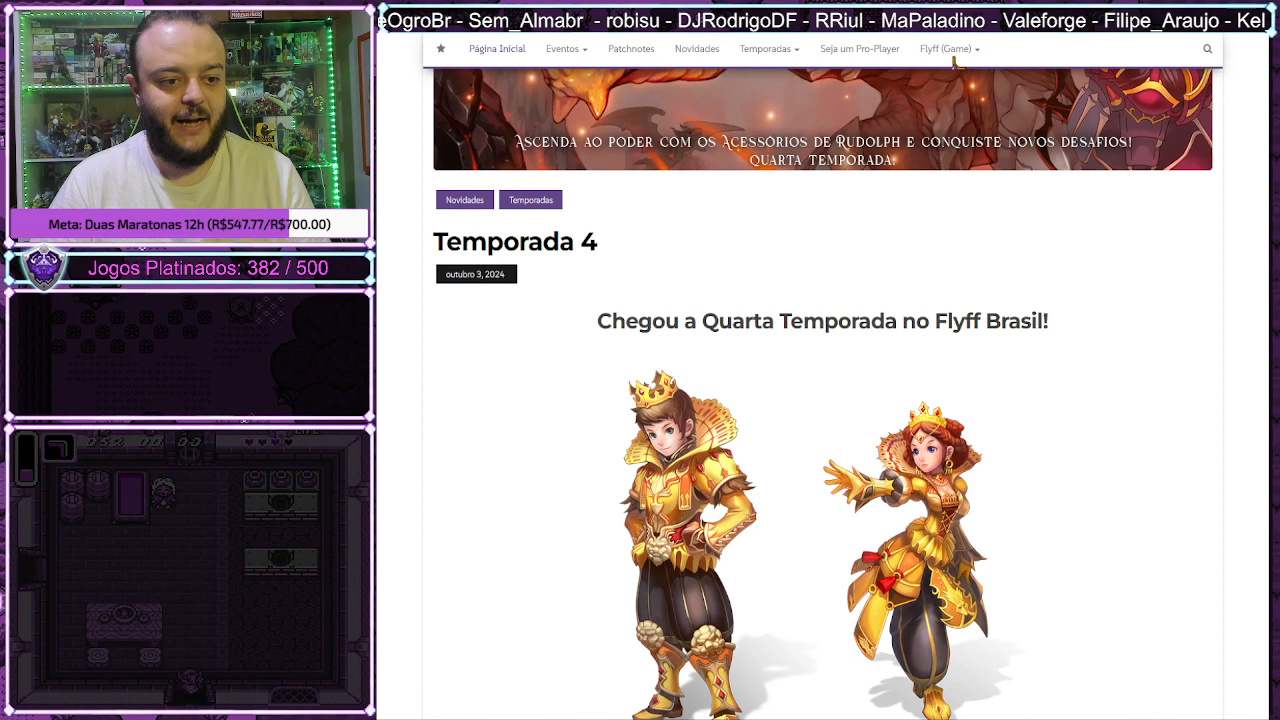 eOgroBr - Sem_Almabr - robisu - DJRodrigoDF - RRiul - MaPaladino - Valeforge - Filipe_Araujo - Kel
Página Inicial Eventos Patchnotes Novidades Temporadas Seja um Pro-Player Flyff (Game)
Ascenda ao poder com os Acessórios de Rudolph e conquiste novos desafios!
quarta temporada:
Meta: Duas Maratonas 12h (R$547.77/R$700.00)
Jogos Platinados: 382 / 500
Novidades Temporadas
Temporada 4
outubro 3, 2024
Chegou a Quarta Temporada no Flyff Brasil!